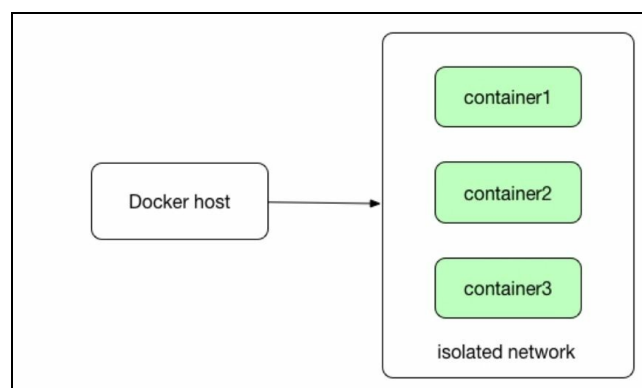 Docker host
container1
container2
container3
isolated network